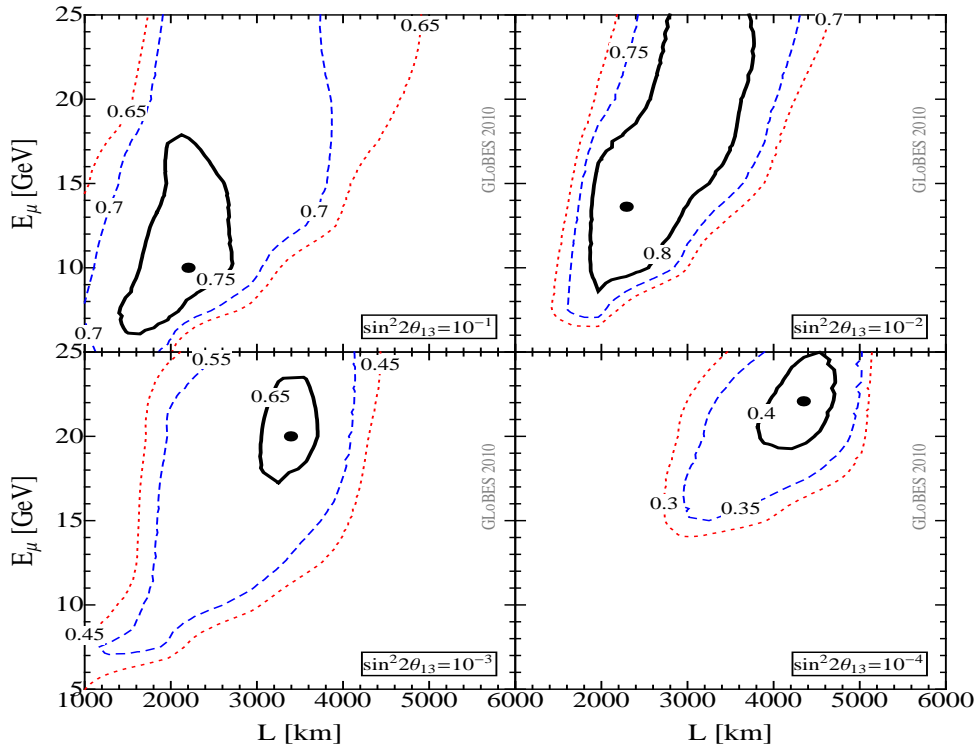 25
20
15
10
E_μ [GeV]
0.65
0.65
0.7
0.7
0.7
0.75
GLoBES 2010
sin²2θ₁₃=10⁻¹
0.7
0.75
0.8
GLoBES 2010
sin²2θ₁₃=10⁻²
25
20
15
10
5
E_μ [GeV]
0.55
0.45
0.65
0.45
GLoBES 2010
sin²2θ₁₃=10⁻³
0.4
0.3
0.35
GLoBES 2010
sin²2θ₁₃=10⁻⁴
1000 2000 3000 4000 5000 2000 3000 4000 5000 6000
L [km] L [km]